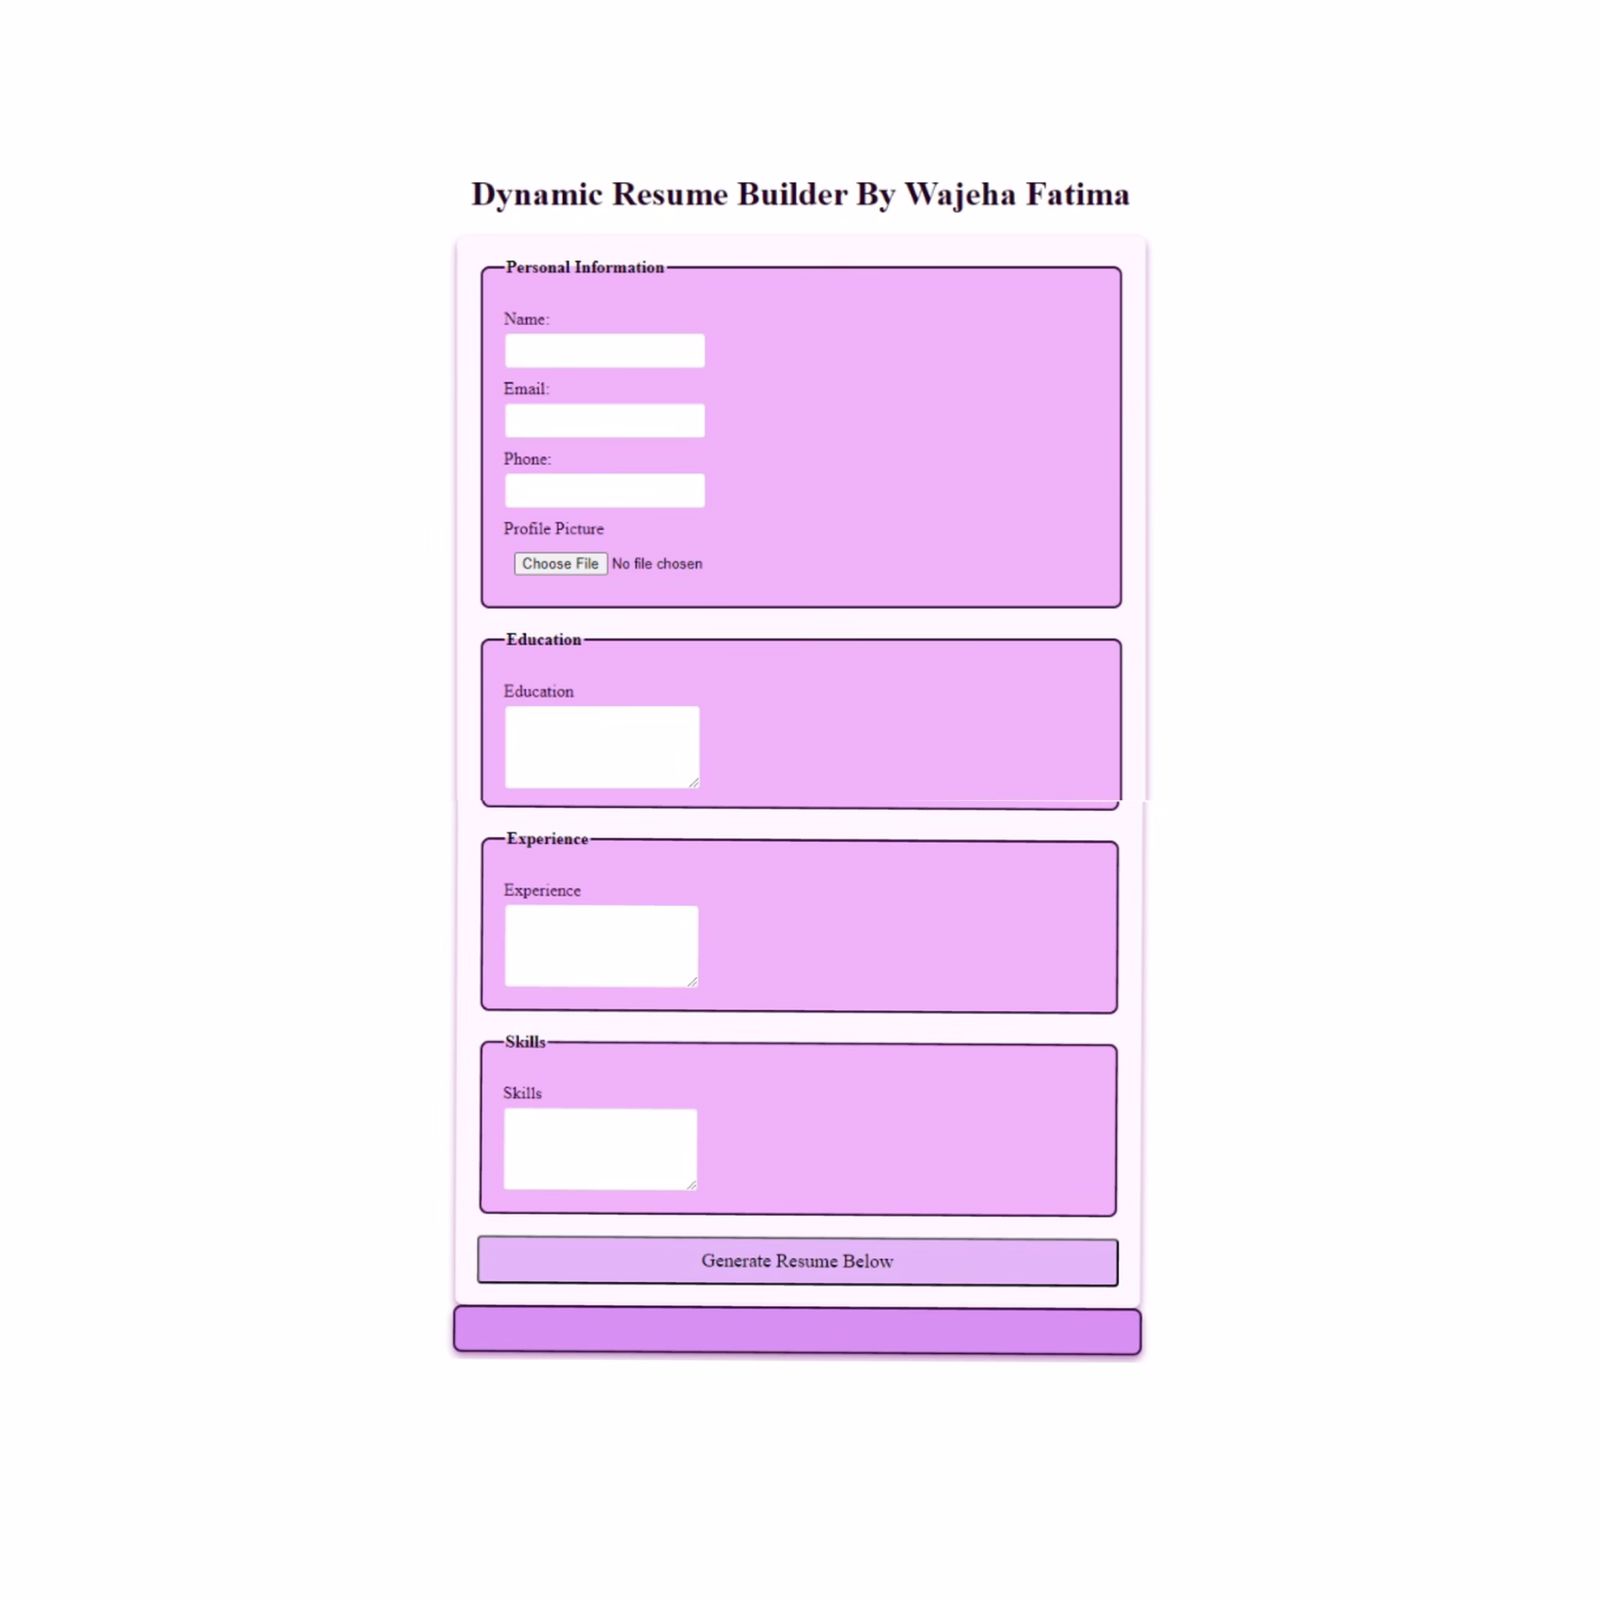 Dynamic Resume Builder By Wajeha Fatima
Personal Information
Name:
Email:
Phone:
Profile Picture
Choose File No file chosen
Education
Education
Experience
Experience
Skills
Skills
Generate Resume Below